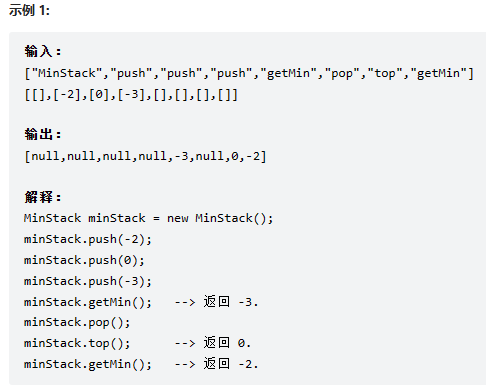 示例 1:
输入：
["MinStack","push","push","push","getMin","pop","top","getMin"]
[[],[-2],[0],[-3],[],[],[],[]]
输出：
[null,null,null,null,-3,null,0,-2]
解释：
MinStack minStack = new MinStack();
minStack.push(-2);
minStack.push(0);
minStack.push(-3);
minStack.getMin();   --> 返回 -3.
minStack.pop();
minStack.top();      --> 返回 0.
minStack.getMin();   --> 返回 -2.